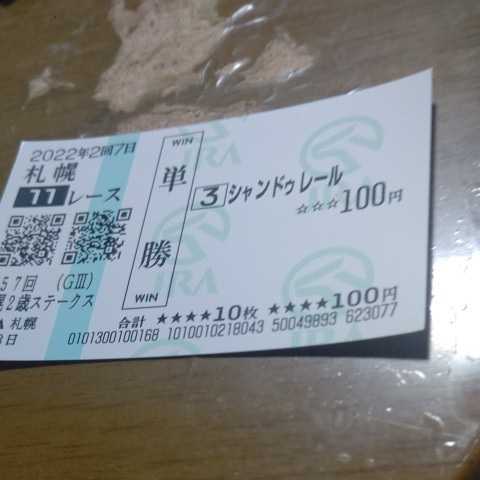 2022年2回7日
札幌
11レース
WIN
単勝
WIN
3 シャンドゥレール
☆☆☆100円
JRA
JRA
57回 (GⅢ)
2歳ステークス
札幌
日
合計 ★★★★10枚 ★★★★100円
0101300100168 1010010218043 50049893 623077